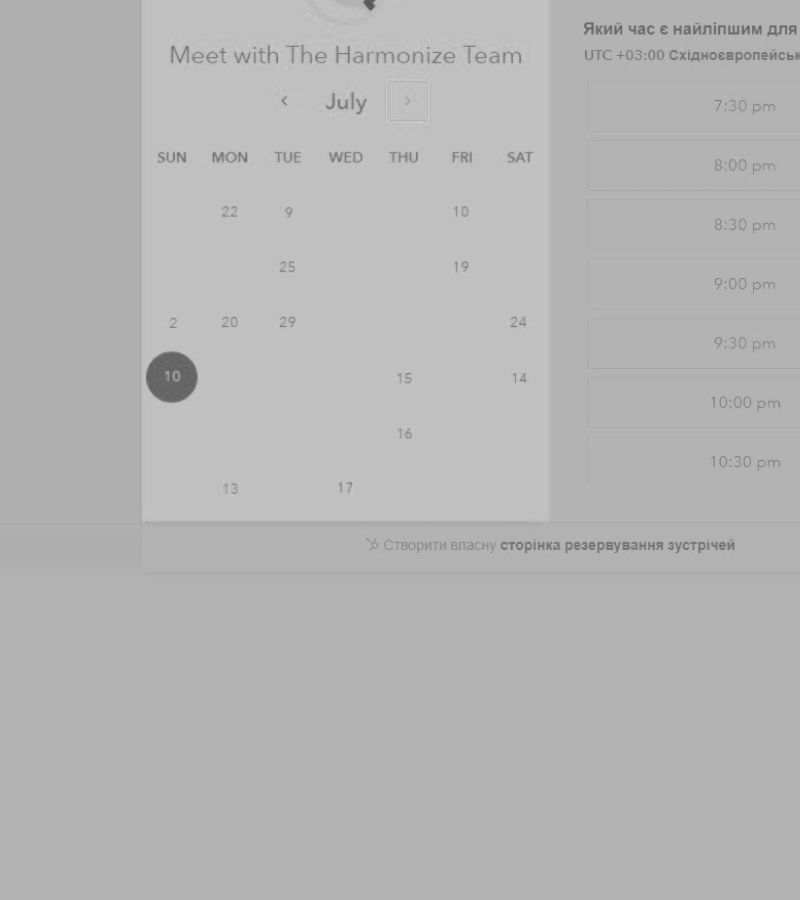 Meet with The Harmonize Team
July
SUN MON TUE WED THU FRI SAT
22 9 10
25 19
2 20 29 24
10 15 14
16
13 17
Який час є найліпшим для
UTC +03:00
7:30 pm
8:00 pm
8:30 pm
9:00 pm
9:30 pm
10:00 pm
10:30 pm
Створити власну сторінка резервування зустрічей